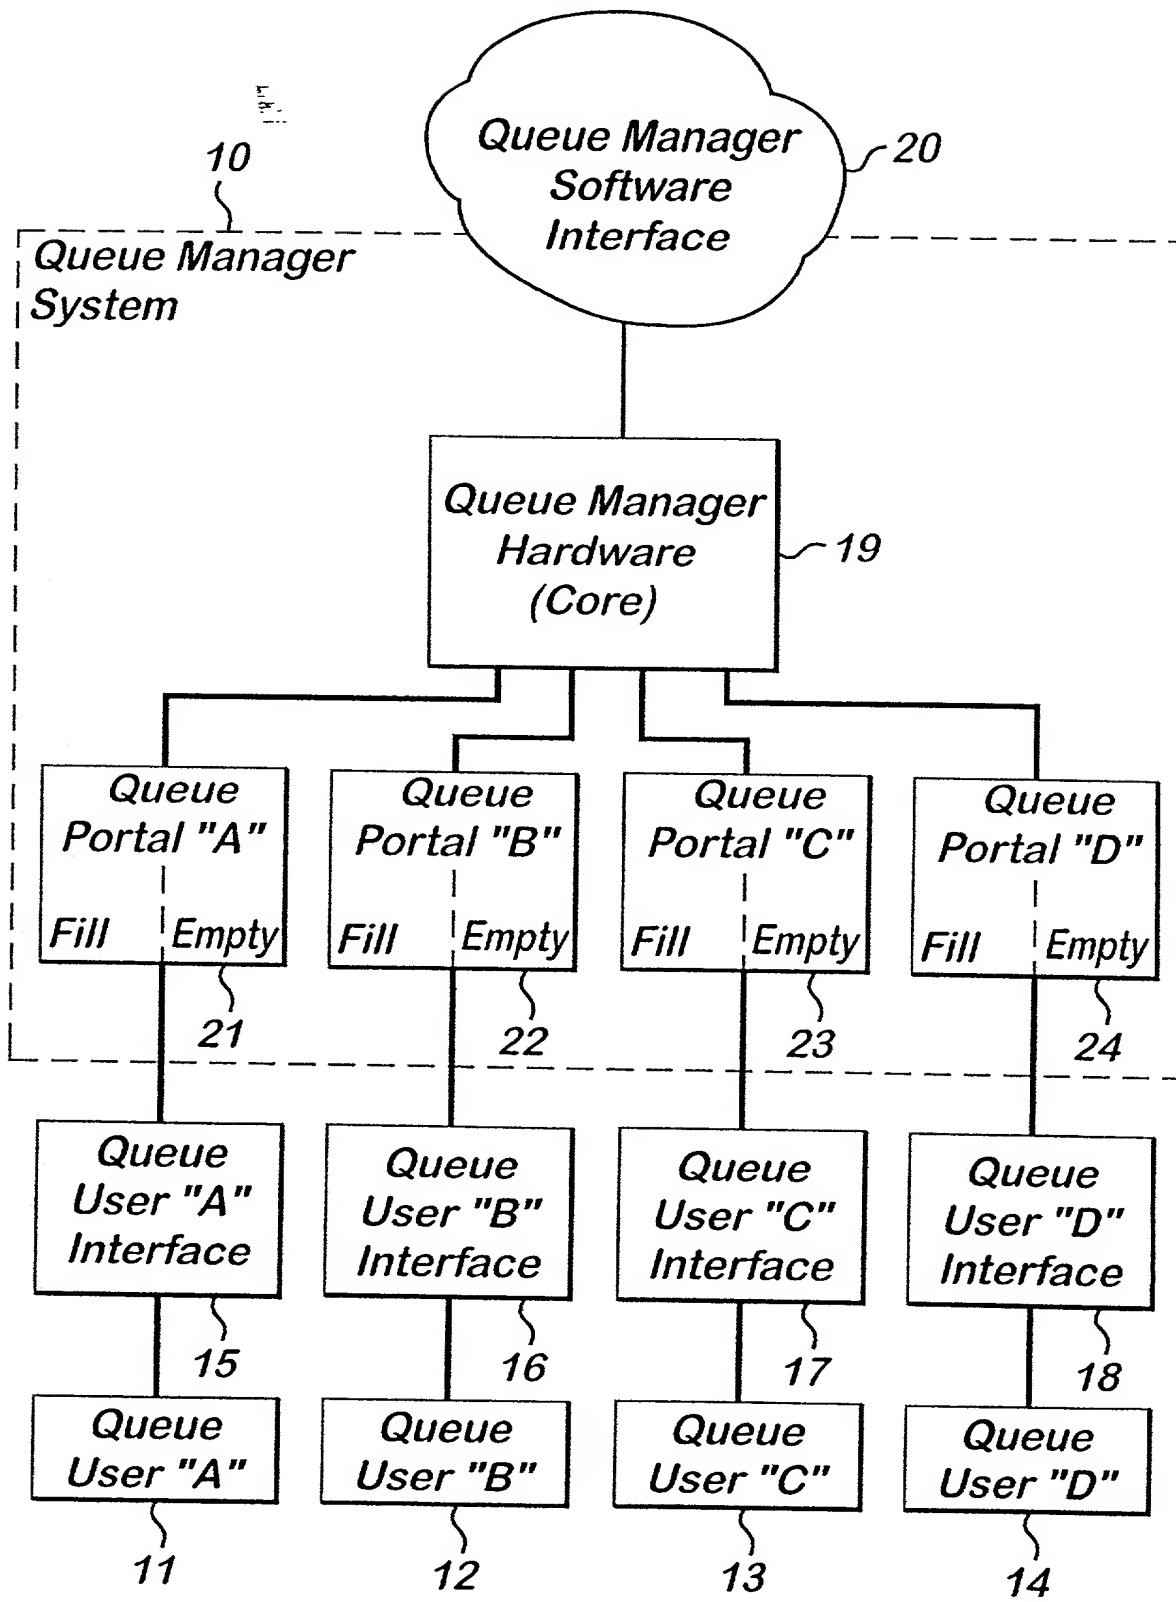 Queue Manager
Software
Interface
20
10
Queue Manager
System
Queue Manager
Hardware
(Core)
19
Queue
Portal "A"
Fill Empty
21
Queue
Portal "B"
Fill Empty
22
Queue
Portal "C"
Fill Empty
23
Queue
Portal "D"
Fill Empty
24
Queue
User "A"
Interface
15
Queue
User "B"
Interface
16
Queue
User "C"
Interface
17
Queue
User "D"
Interface
18
Queue
User "A"
11
Queue
User "B"
12
Queue
User "C"
13
Queue
User "D"
14